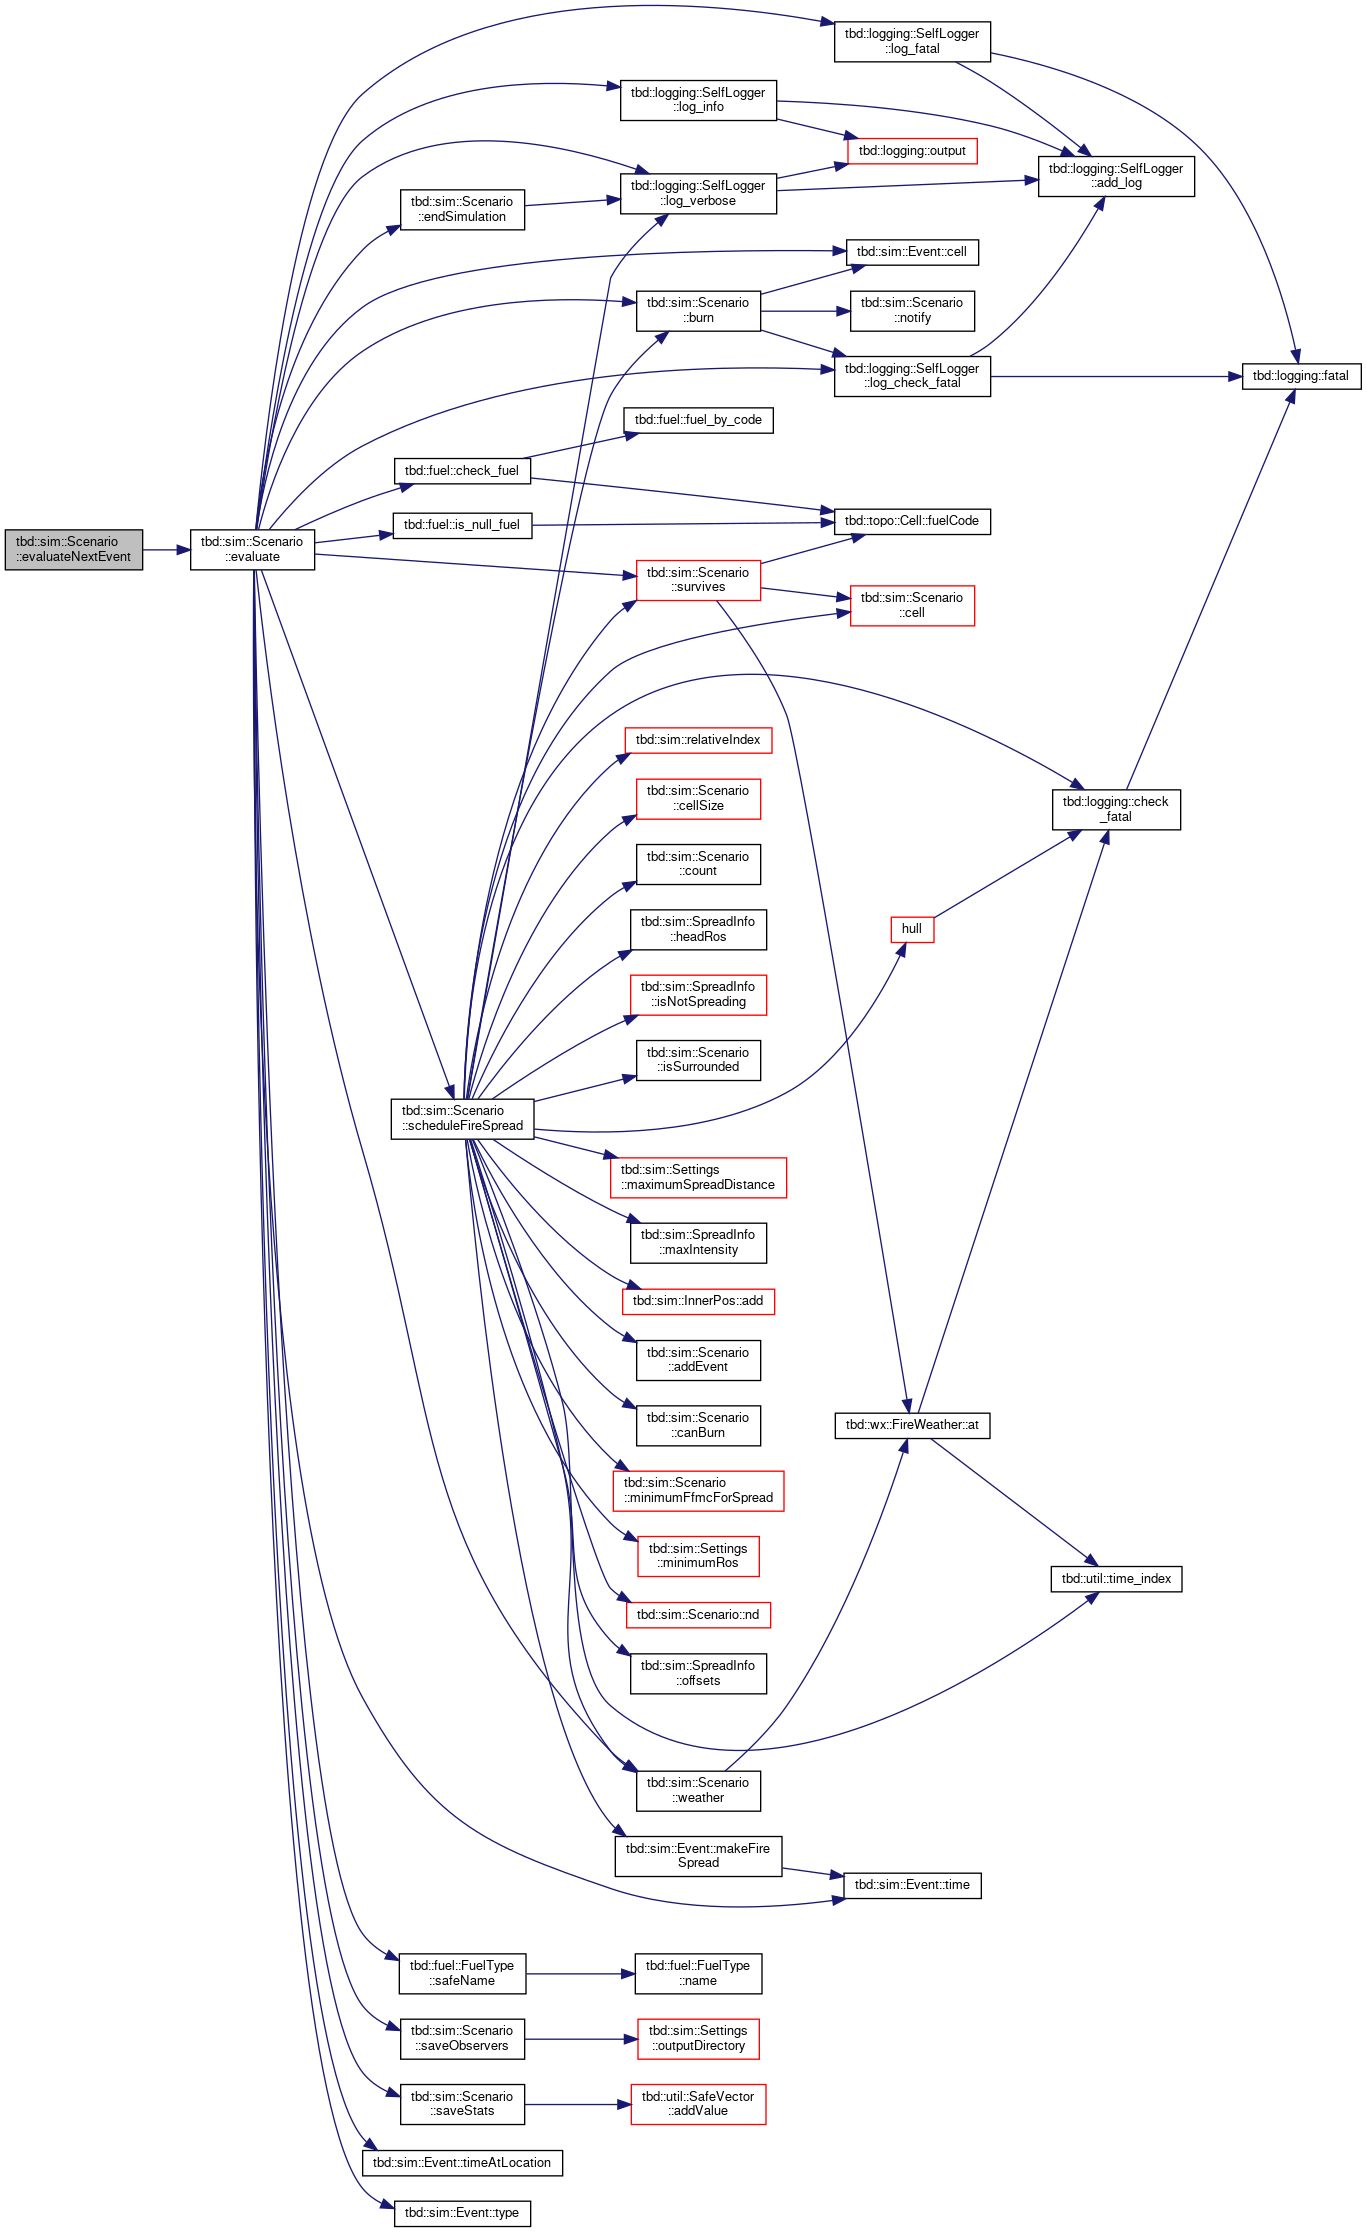 tbd::sim::Scenario
::evaluateNextEvent
tbd::sim::Scenario
::evaluate
tbd::logging::SelfLogger
::log_fatal
tbd::logging::SelfLogger
::log_info
tbd::logging::output
tbd::logging::SelfLogger
::add_log
tbd::logging::SelfLogger
::log_verbose
tbd::sim::Scenario
::endSimulation
tbd::sim::Event::cell
tbd::sim::Scenario
::burn
tbd::sim::Scenario
::notify
tbd::logging::SelfLogger
::log_check_fatal
tbd::logging::fatal
tbd::fuel::fuel_by_code
tbd::fuel::check_fuel
tbd::fuel::is_null_fuel
tbd::topo::Cell::fuelCode
tbd::sim::Scenario
::survives
tbd::sim::Scenario
::cell
tbd::sim::relativeIndex
tbd::sim::Scenario
::cellSize
tbd::logging::check
_fatal
tbd::sim::Scenario
::count
tbd::sim::SpreadInfo
::headRos
hull
tbd::sim::SpreadInfo
::isNotSpreading
tbd::sim::Scenario
::isSurrounded
tbd::sim::Scenario
::scheduleFireSpread
tbd::sim::Settings
::maximumSpreadDistance
tbd::sim::SpreadInfo
::maxIntensity
tbd::sim::InnerPos::add
tbd::sim::Scenario
::addEvent
tbd::sim::Scenario
::canBurn
tbd::wx::FireWeather::at
tbd::sim::Scenario
::minimumFfmcForSpread
tbd::sim::Settings
::minimumRos
tbd::util::time_index
tbd::sim::Scenario::nd
tbd::sim::SpreadInfo
::offsets
tbd::sim::Scenario
::weather
tbd::sim::Event::makeFire
Spread
tbd::sim::Event::time
tbd::fuel::FuelType
::safeName
tbd::fuel::FuelType
::name
tbd::sim::Scenario
::saveObservers
tbd::sim::Settings
::outputDirectory
tbd::sim::Scenario
::saveStats
tbd::util::SafeVector
::addValue
tbd::sim::Event::timeAtLocation
tbd::sim::Event::type